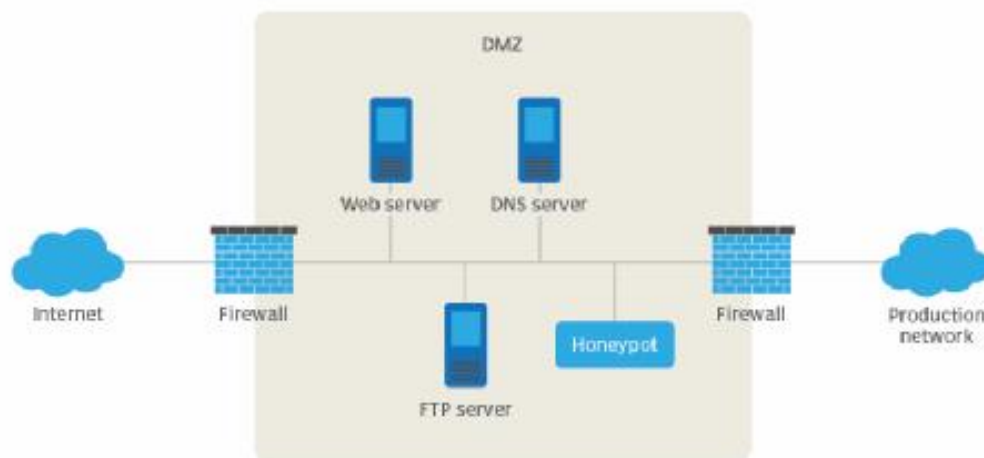 DMZ
Web server
DNS server
Internet
Firewall
Firewall
Production
network
Honeypot
FTP server